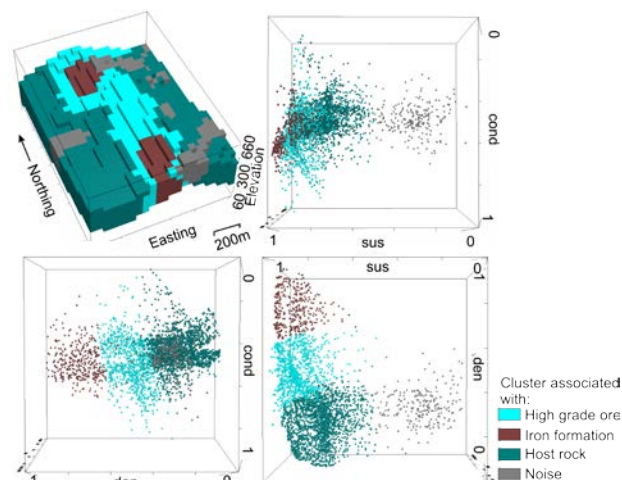 Northing
Easting
200m
60 300 660
Elevation
0
cond
1
1
sus
0
0
cond
1
1
den
0
1
sus
0
1
den
0
Cluster associated
with:
High grade ore
Iron formation
Host rock
Noise